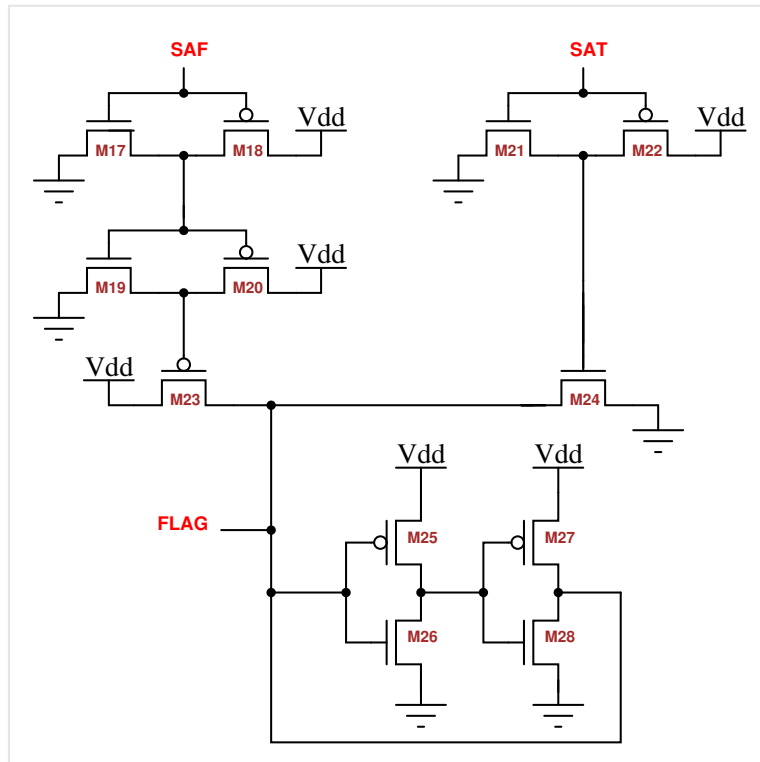 SAF
SAT
Vdd
Vdd
M17
M18
M21
M22
Vdd
M19
M20
Vdd
M23
M24
Vdd
Vdd
FLAG
M25
M27
M26
M28